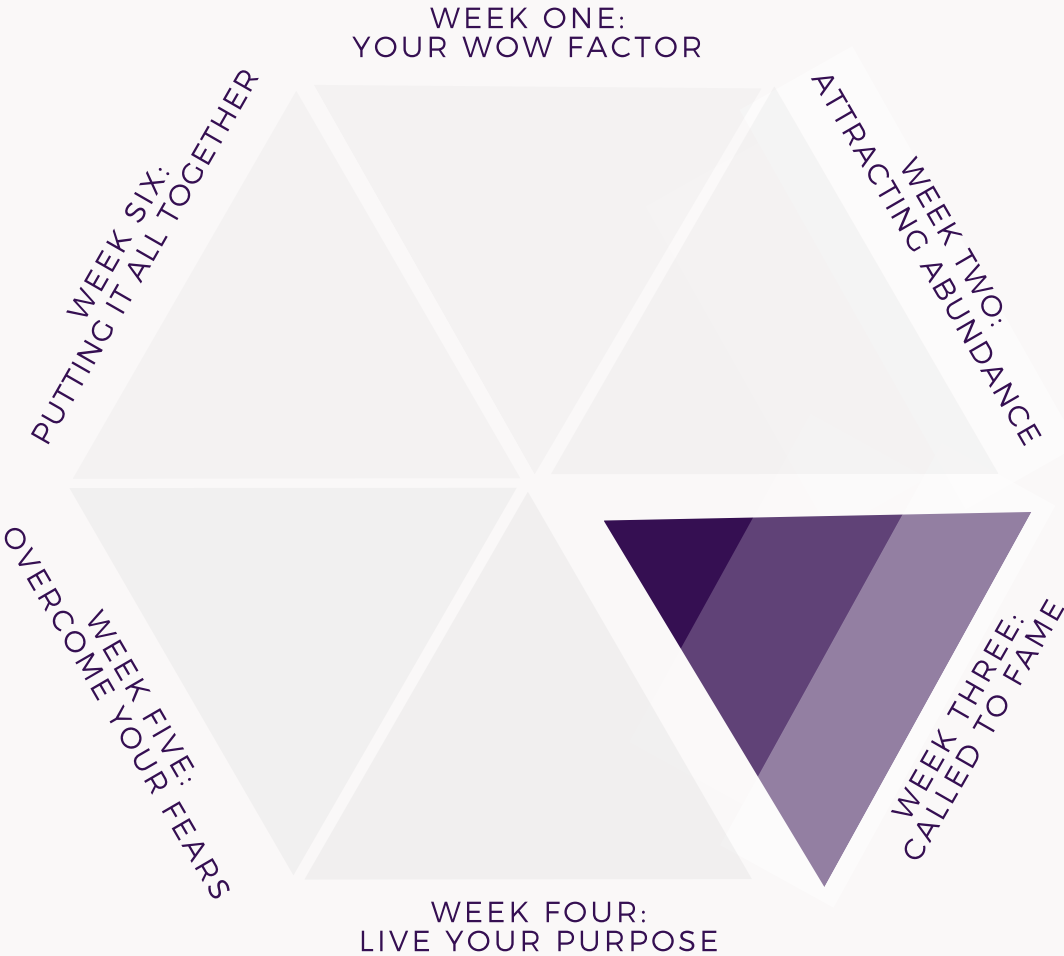 WEEK ONE:
YOUR WOW FACTOR
WEEK TWO:
ATTRACTING ABUNDANCE
WEEK THREE:
CALLED TO FAME
WEEK FOUR:
LIVE YOUR PURPOSE
WEEK FIVE:
OVERCOME YOUR FEARS
WEEK SIX:
PUTTING IT ALL TOGETHER